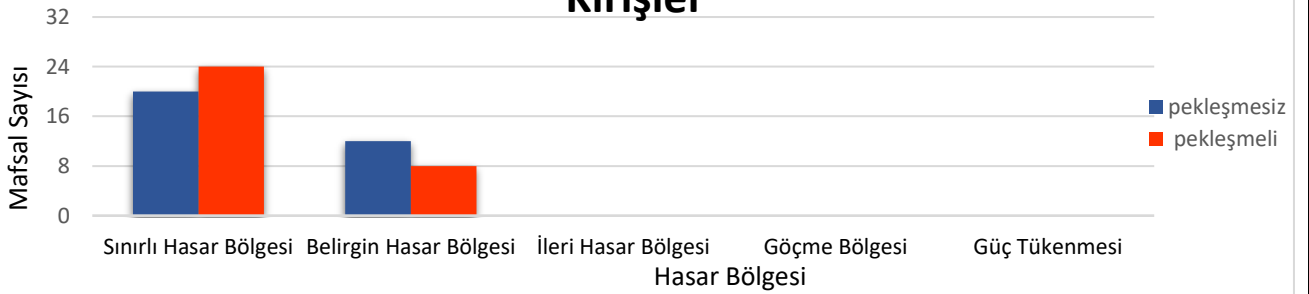 Kirişler
32
24
16
8
0
Mafsal Sayısı
Sınırlı Hasar Bölgesi Belirgin Hasar Bölgesi İleri Hasar Bölgesi Göçme Bölgesi Güç Tükenmesi
Hasar Bölgesi
pekleşmesiz
pekleşmeli